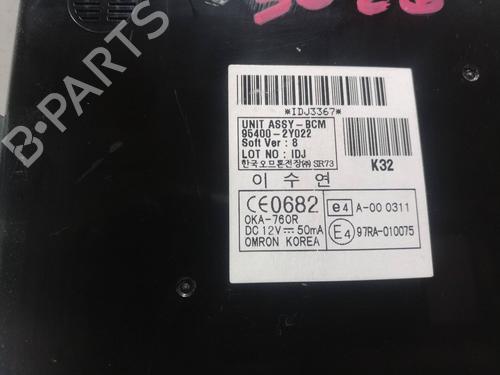 *IDJ3367*
UNIT ASSY-BCM
95400-2Y022
Soft Ver : 8
LOT NO : IDJ
한국오므론전장㈜ SIR73
K32
이 수 연
CE0682
OKA-760R
DC 12V 50mA
OMRON KOREA
e4 A-00 0311
E4 97RA-010075
B-PARTS